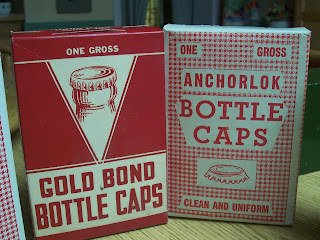 ONE GROSS
GOLD BOND
BOTTLE CAPS
ONE GROSS
ANCHORLOK
BOTTLE
CAPS
CLEAN AND UNIFORM